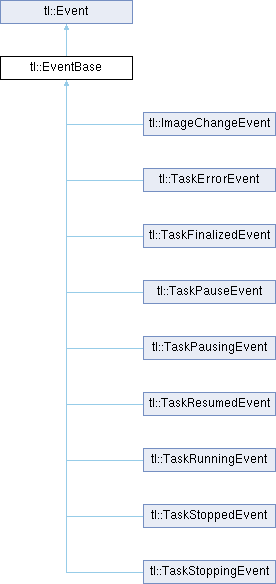 tl::Event
tl::EventBase
tl::ImageChangeEvent
tl::TaskErrorEvent
tl::TaskFinalizedEvent
tl::TaskPauseEvent
tl::TaskPausingEvent
tl::TaskResumedEvent
tl::TaskRunningEvent
tl::TaskStoppedEvent
tl::TaskStoppingEvent